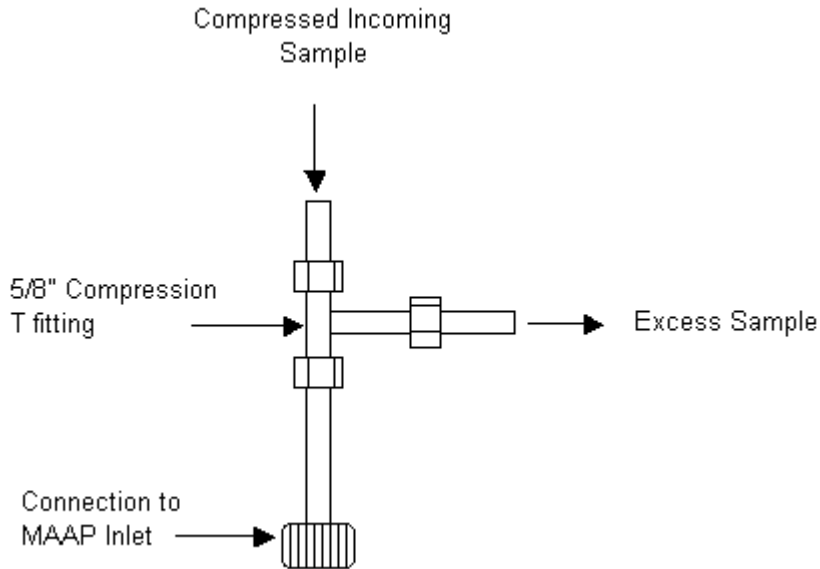 Compressed Incoming
Sample
5/8" Compression
T fitting
Excess Sample
Connection to
MAAP Inlet